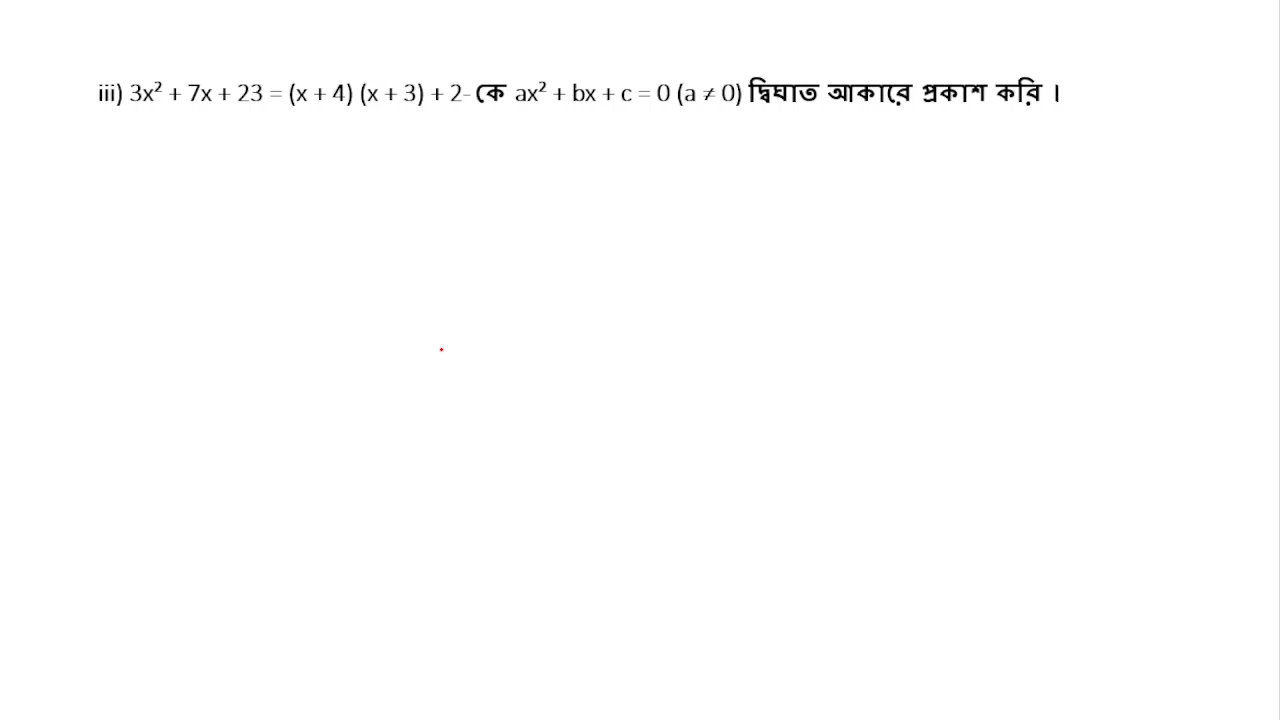 iii) 3x² + 7x + 23 = (x + 4) (x + 3) + 2- কে ax² + bx + c = 0 (a ≠ 0) দ্বিঘাত আকারে প্রকাশ করি ।